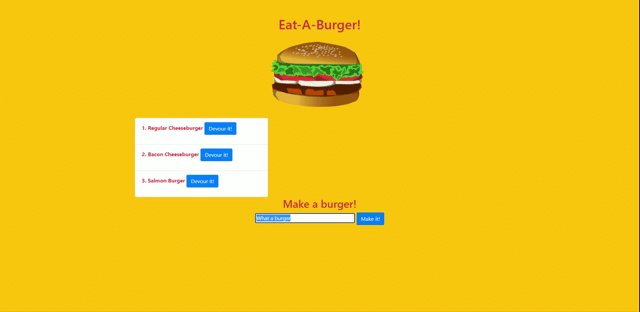 Eat-A-Burger!
1. Regular Cheeseburger Devour it!
2. Bacon Cheeseburger Devour it!
3. Salmon Burger Devour it!
Make a burger!
What a burger Make it!